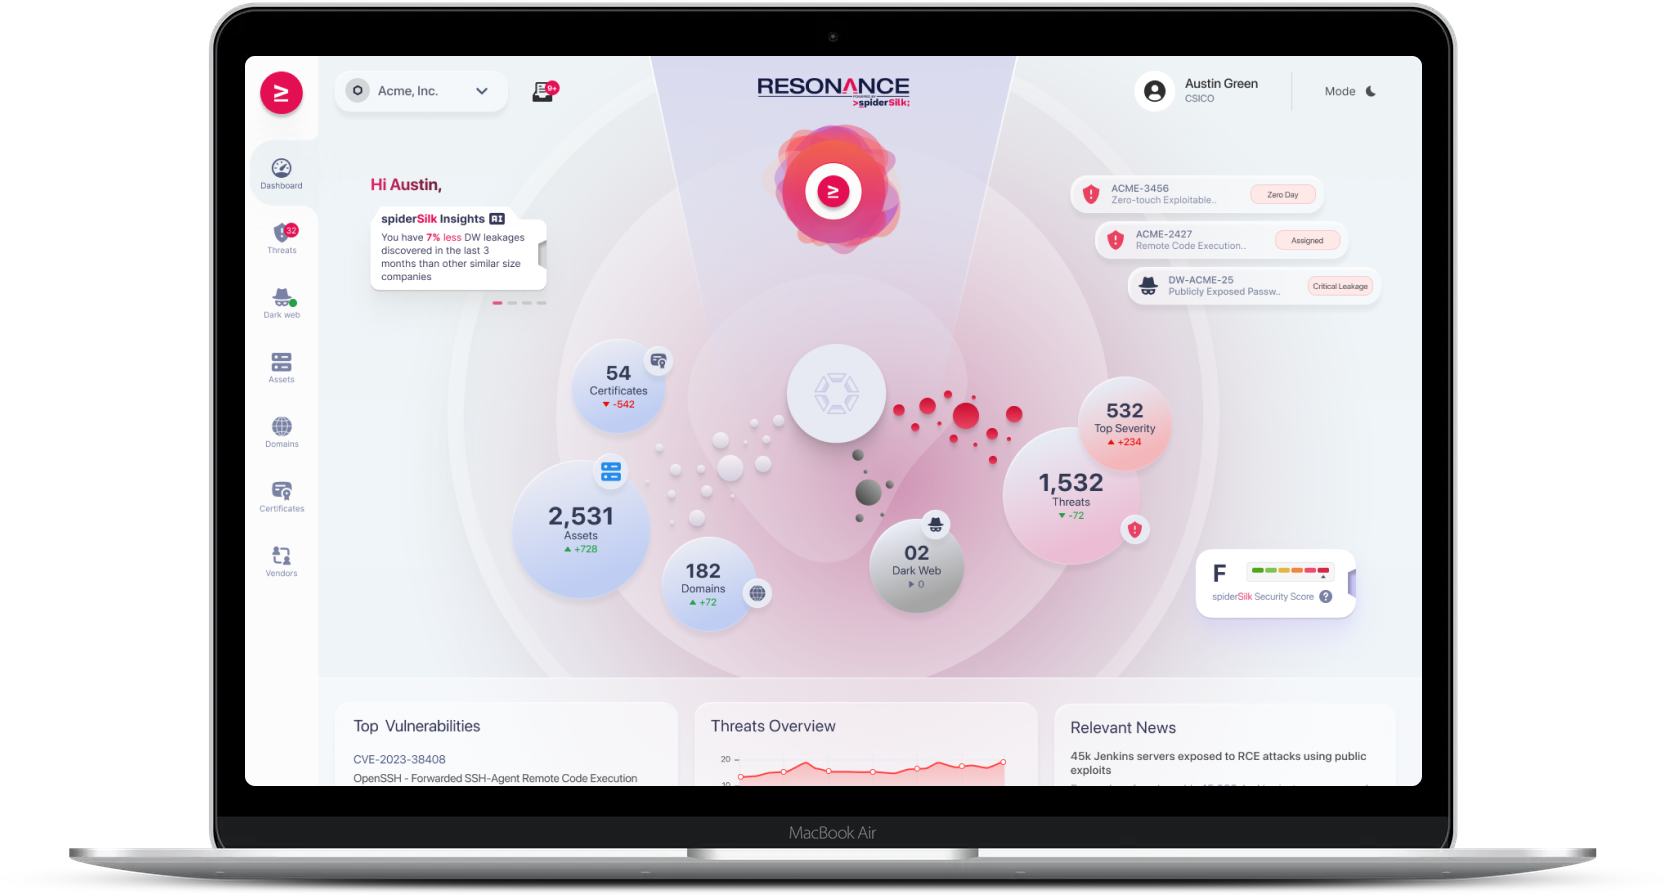 Acme, Inc.
9+
RESONANCE
POWERED BY
>spiderSilk;
Austin Green
CSICO
Mode
Dashboard
32
Threats
Dark web
Assets
Domains
Certificates
Vendors
Hi Austin,
spiderSilk Insights AI
You have 7% less DW leakages
discovered in the last 3
months than other similar size
companies
ACME-3456
Zero-touch Exploitable..
Zero Day
ACME-2427
Remote Code Execution..
Assigned
DW-ACME-25
Publicly Exposed Passw..
Critical Leakage
54
Certificates
-542
2,531
Assets
+728
182
Domains
+72
02
Dark Web
0
532
Top Severity
+234
1,532
Threats
-72
F
spiderSilk Security Score ?
Top Vulnerabilities
CVE-2023-38408
OpenSSH - Forwarded SSH-Agent Remote Code Execution
Threats Overview
20
Relevant News
45k Jenkins servers exposed to RCE attacks using public
exploits
MacBook Air